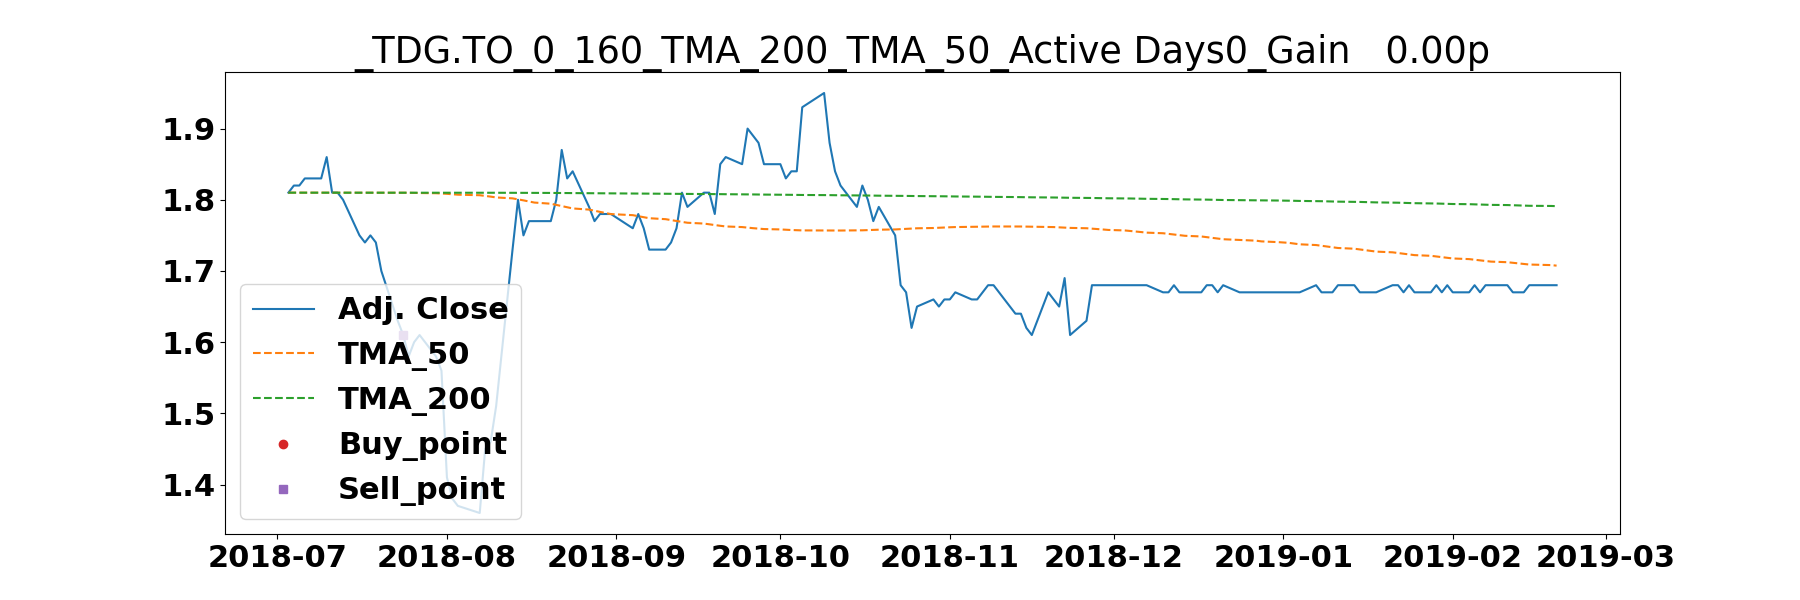 _TDG.TO_0_160_TMA_200_TMA_50_Active Days0_Gain   0.00p
1.9
1.8
1.7
1.6
1.5
1.4
Adj. Close
TMA_50
TMA_200
Buy_point
Sell_point
2018-07 2018-08 2018-09 2018-10 2018-11 2018-12 2019-01 2019-02 2019-03